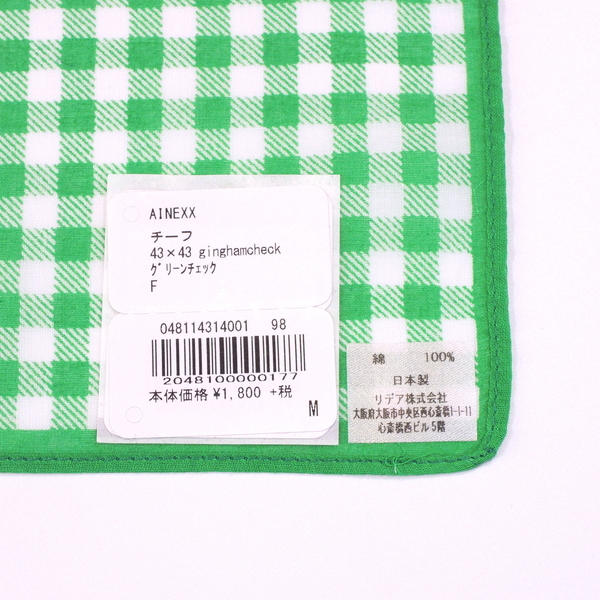 AINEXX
チーフ
43×43 ginghamcheck
ｸﾞﾘｰﾝﾁｪｯｸ
F
048114314001 98
2048100000177
本体価格 ¥1,800 +税
M
綿 100%
日本製
リデア株式会社
大阪府大阪市中央区西心斎橋1-1-11
心斎橋西ビル5階